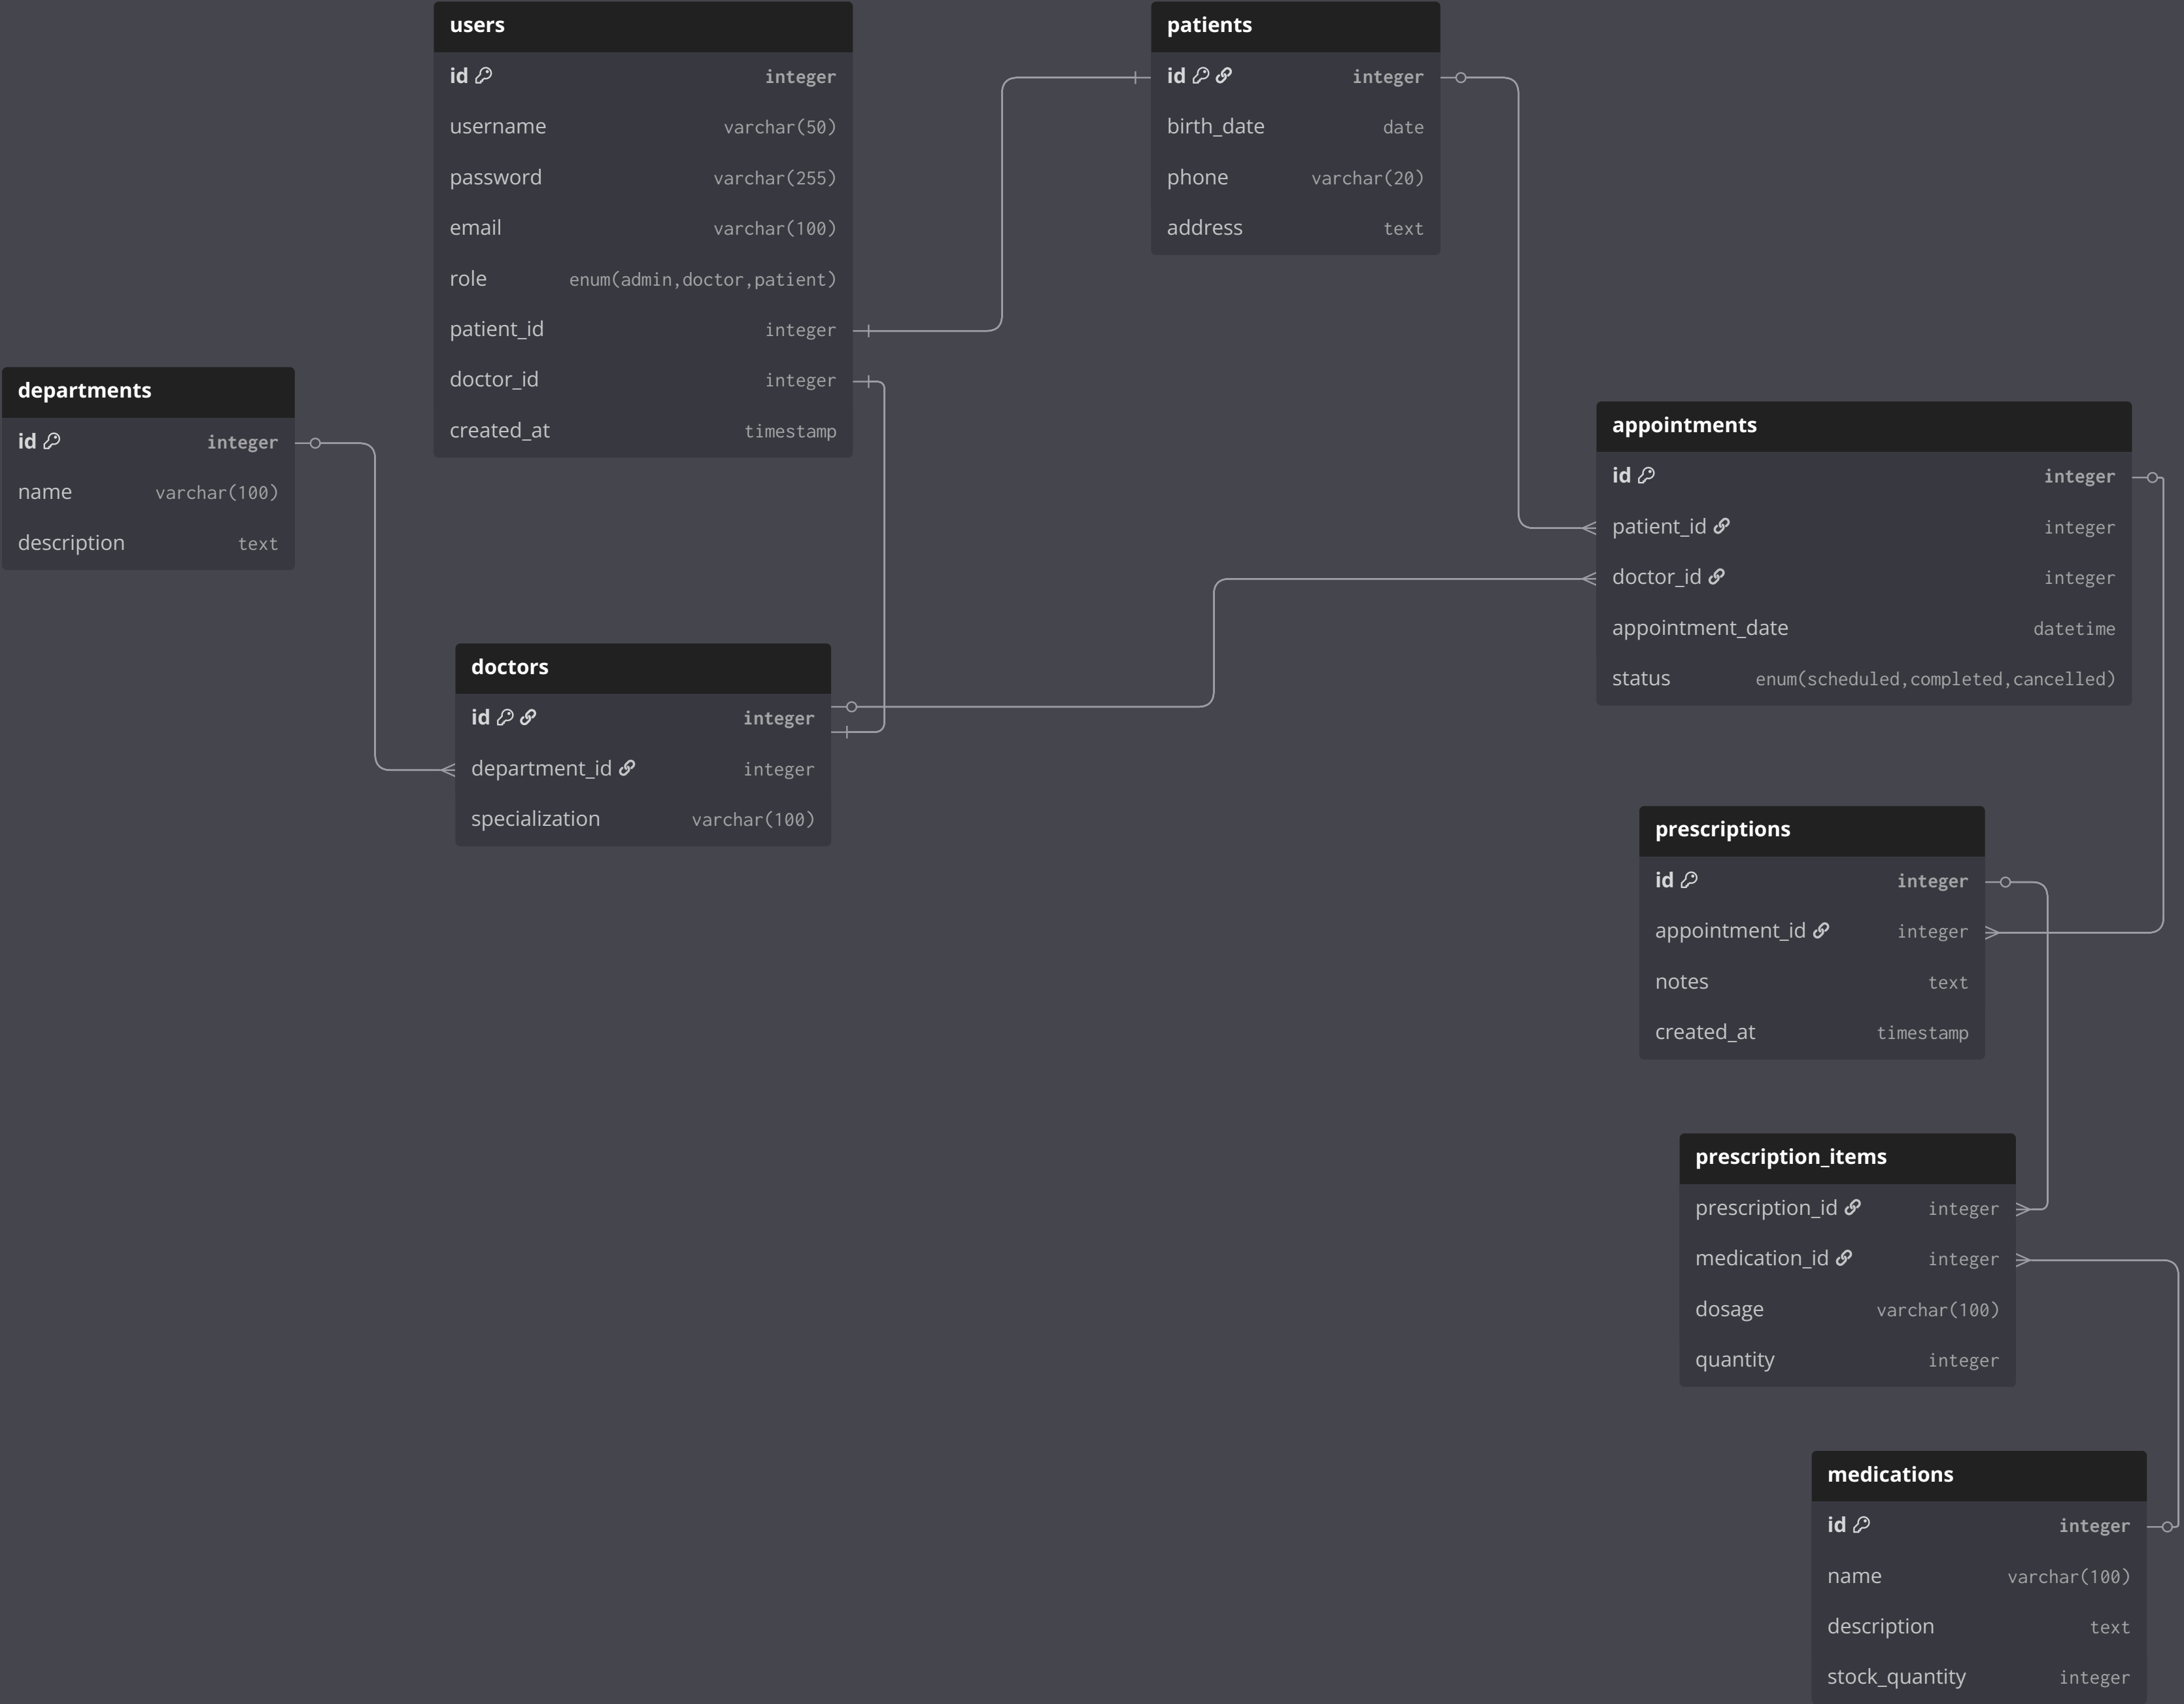 users
id integer
username varchar(50)
password varchar(255)
email varchar(100)
role enum(admin,doctor,patient)
patient_id integer
doctor_id integer
created_at timestamp
patients
id integer
birth_date date
phone varchar(20)
address text
departments
id integer
name varchar(100)
description text
appointments
id integer
patient_id integer
doctor_id integer
appointment_date datetime
status enum(scheduled,completed,cancelled)
doctors
id integer
department_id integer
specialization varchar(100)
prescriptions
id integer
appointment_id integer
notes text
created_at timestamp
prescription_items
prescription_id integer
medication_id integer
dosage varchar(100)
quantity integer
medications
id integer
name varchar(100)
description text
stock_quantity integer